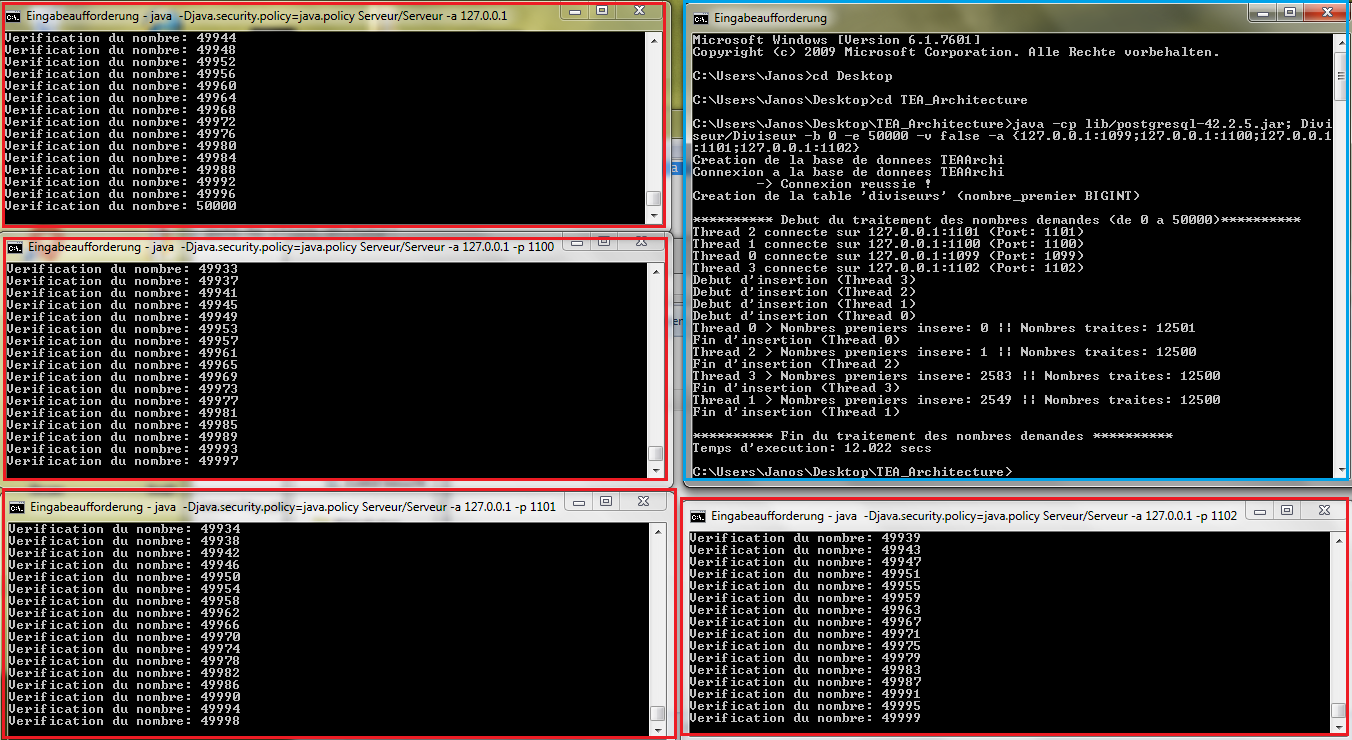 Eingabeaufforderung - java -Djava.security.policy=java.policy Serveur/Serveur -a 127.0.0.1
Verification du nombre: 49944
Verification du nombre: 49948
Verification du nombre: 49952
Verification du nombre: 49956
Verification du nombre: 49960
Verification du nombre: 49964
Verification du nombre: 49968
Verification du nombre: 49972
Verification du nombre: 49976
Verification du nombre: 49980
Verification du nombre: 49984
Verification du nombre: 49988
Verification du nombre: 49992
Verification du nombre: 49996
Verification du nombre: 50000
Eingabeaufforderung
Microsoft Windows [Version 6.1.7601]
Copyright (c) 2009 Microsoft Corporation. Alle Rechte vorbehalten.
C:\Users\Janos>cd Desktop
C:\Users\Janos\Desktop>cd TEA_Architecture
C:\Users\Janos\Desktop\TEA_Architecture>java -cp lib/postgresql-42.2.5.jar; Divi
seur/Diviseur -b 0 -e 50000 -v false -a {127.0.0.1:1099;127.0.0.1:1100;127.0.0.1
:1101;127.0.0.1:1102}
Creation de la base de donnees TEAArchi
Connexion a la base de donnees TEAArchi
-> Connexion reussie !
Creation de la table 'diviseurs' (nombre_premier BIGINT)
********** Debut du traitement des nombres demandes (de 0 a 50000)**********
Thread 2 connecte sur 127.0.0.1:1101 (Port: 1101)
Thread 1 connecte sur 127.0.0.1:1100 (Port: 1100)
Thread 0 connecte sur 127.0.0.1:1099 (Port: 1099)
Thread 3 connecte sur 127.0.0.1:1102 (Port: 1102)
Debut d'insertion (Thread 3)
Debut d'insertion (Thread 2)
Debut d'insertion (Thread 1)
Debut d'insertion (Thread 0)
Thread 0 > Nombres premiers insere: 0 ¦¦ Nombres traites: 12501
Fin d'insertion (Thread 0)
Thread 2 > Nombres premiers insere: 1 ¦¦ Nombres traites: 12500
Fin d'insertion (Thread 2)
Thread 3 > Nombres premiers insere: 2583 ¦¦ Nombres traites: 12500
Fin d'insertion (Thread 3)
Thread 1 > Nombres premiers insere: 2549 ¦¦ Nombres traites: 12500
Fin d'insertion (Thread 1)
********** Fin du traitement des nombres demandes **********
Temps d'execution: 12.022 secs
C:\Users\Janos\Desktop\TEA_Architecture>
Eingabeaufforderung - java -Djava.security.policy=java.policy Serveur/Serveur -a 127.0.0.1 -p 1100
Verification du nombre: 49933
Verification du nombre: 49937
Verification du nombre: 49941
Verification du nombre: 49945
Verification du nombre: 49949
Verification du nombre: 49953
Verification du nombre: 49957
Verification du nombre: 49961
Verification du nombre: 49965
Verification du nombre: 49969
Verification du nombre: 49973
Verification du nombre: 49977
Verification du nombre: 49981
Verification du nombre: 49985
Verification du nombre: 49989
Verification du nombre: 49993
Verification du nombre: 49997
Eingabeaufforderung - java -Djava.security.policy=java.policy Serveur/Serveur -a 127.0.0.1 -p 1101
Verification du nombre: 49934
Verification du nombre: 49938
Verification du nombre: 49942
Verification du nombre: 49946
Verification du nombre: 49950
Verification du nombre: 49954
Verification du nombre: 49958
Verification du nombre: 49962
Verification du nombre: 49966
Verification du nombre: 49970
Verification du nombre: 49974
Verification du nombre: 49978
Verification du nombre: 49982
Verification du nombre: 49986
Verification du nombre: 49990
Verification du nombre: 49994
Verification du nombre: 49998
Eingabeaufforderung - java -Djava.security.policy=java.policy Serveur/Serveur -a 127.0.0.1 -p 1102
Verification du nombre: 49939
Verification du nombre: 49943
Verification du nombre: 49947
Verification du nombre: 49951
Verification du nombre: 49955
Verification du nombre: 49959
Verification du nombre: 49963
Verification du nombre: 49967
Verification du nombre: 49971
Verification du nombre: 49975
Verification du nombre: 49979
Verification du nombre: 49983
Verification du nombre: 49987
Verification du nombre: 49991
Verification du nombre: 49995
Verification du nombre: 49999